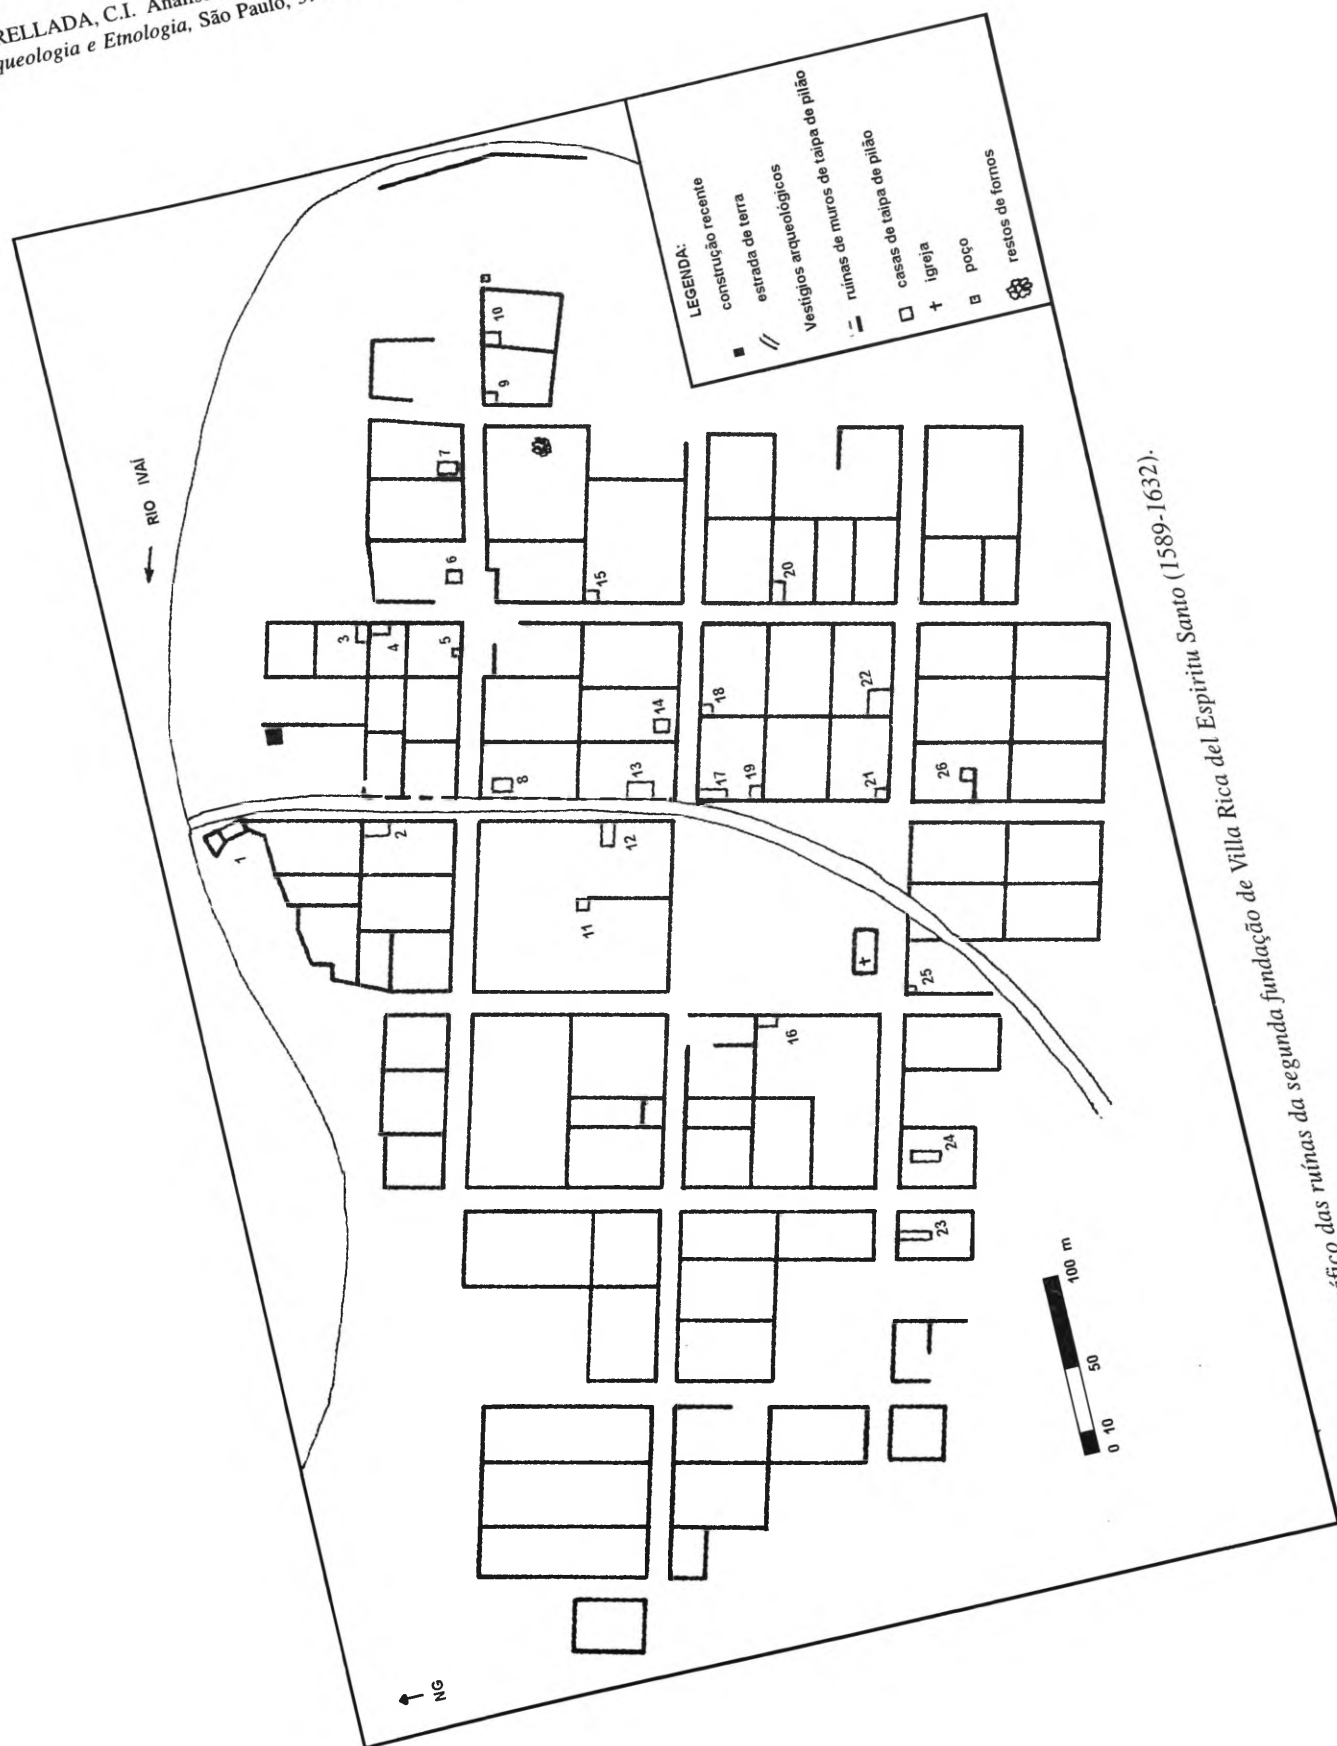 RELLADA, C.I.
queologia e Etnologia, São Paulo,
RIO IVAÍ
LEGENDA:
construção recente
estrada de terra
Vestígios arqueológicos
ruínas de muros de taipa de pilão
casas de taipa de pilão
igreja
poço
restos de fornos
1
2
3
4
5
6
7
8
9
10
11
12
13
14
15
16
17
18
19
20
21
22
23
24
25
26
NG
0 10 50 100 m
áfico das ruínas da segunda fundação de Villa Rica del Espiritu Santo (1589-1632).